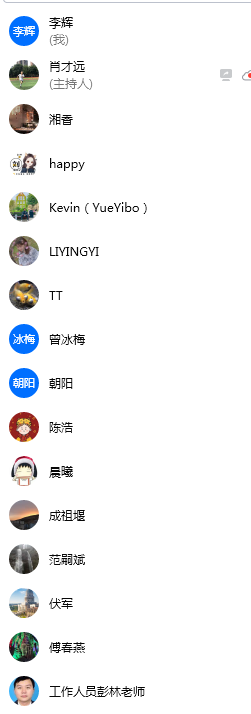 李辉 李辉
(我)
肖才远
(主持人)
湘香
happy
Kevin（YueYibo）
LIYINGYI
TT
冰梅 曾冰梅
朝阳 朝阳
陈浩
晨曦
成祖堰
范嗣斌
伏军
傅春燕
工作人员彭林老师